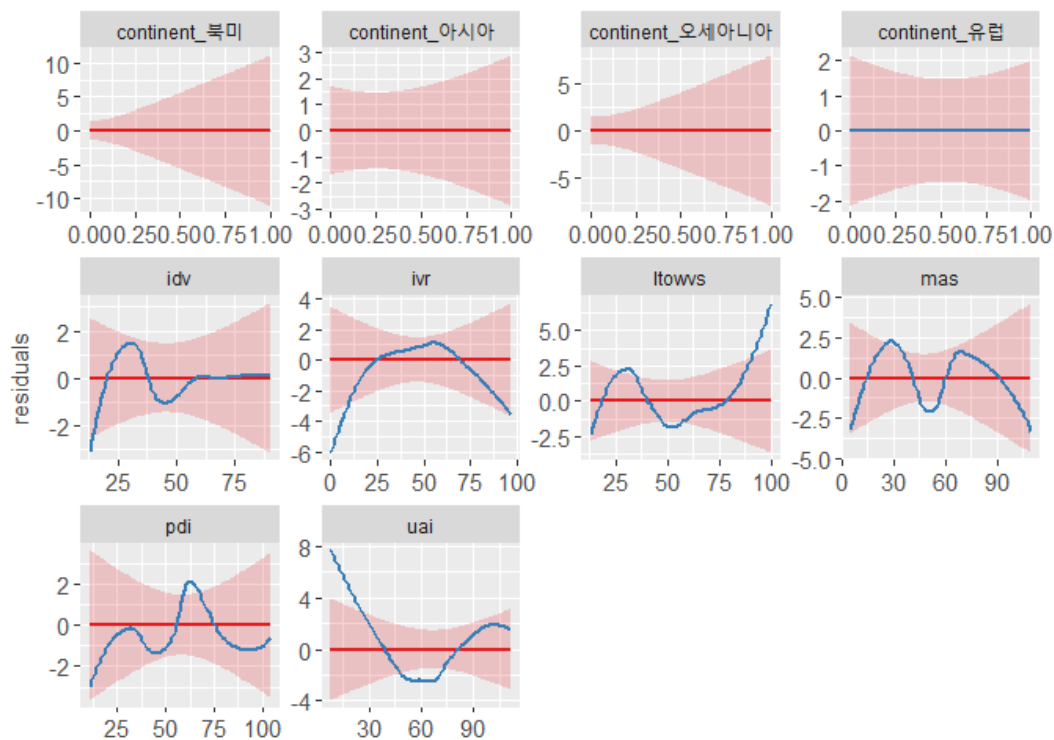 continent_북미 continent_아시아 continent_오세아니아 continent_유럽
10 5 0 -5 -10
3 2 1 0 -1 -2 -3
5 0 -5
2 1 0 -1 -2
0.000.250.500.751.00 0.000.250.500.751.00 0.000.250.500.751.00 0.000.250.500.751.00
idv ivr ltowvs mas
2 0 -2
4 2 0 -2 -4 -6
5.0 2.5 0.0 -2.5
5.0 2.5 0.0 -2.5 -5.0
25 50 75 0 25 50 75 100 25 50 75 100 0 30 60 90
residuals
pdi uai
2 0 -2
8 4 0 -4
25 50 75 100 30 60 90